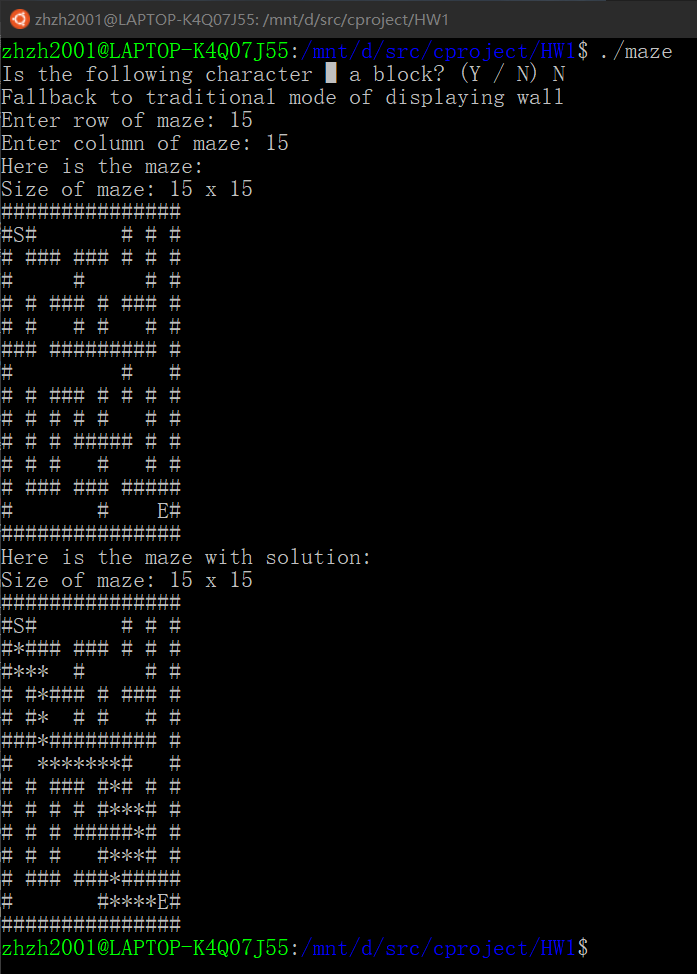 zhzh2001@LAPTOP-K4Q07J55: /mnt/d/src/cproject/HW1
zhzh2001@LAPTOP-K4Q07J55:/mnt/d/src/cproject/HW1$ ./maze
Is the following character █ a block? (Y / N) N
Fallback to traditional mode of displaying wall
Enter row of maze: 15
Enter column of maze: 15
Here is the maze:
Size of maze: 15 x 15
###############
#S#       # # #
# ### ### # # #
#     #     # #
# # ### # ### #
# #   # #   # #
### ######### #
#         #   #
# # ### # # # #
# # # # #   # #
# # # ##### # #
# # #   #   # #
# ### ### #####
#       #    E#
###############
Here is the maze with solution:
Size of maze: 15 x 15
###############
#S#       # # #
#*### ### # # #
#***  #     # #
# #*### # ### #
# #*  # #   # #
###*######### #
#  *******#   #
# # ### #*# # #
# # # # #***# #
# # # #####*# #
# # #   #***# #
# ### ###*#####
#       #****E#
###############
zhzh2001@LAPTOP-K4Q07J55:/mnt/d/src/cproject/HW1$